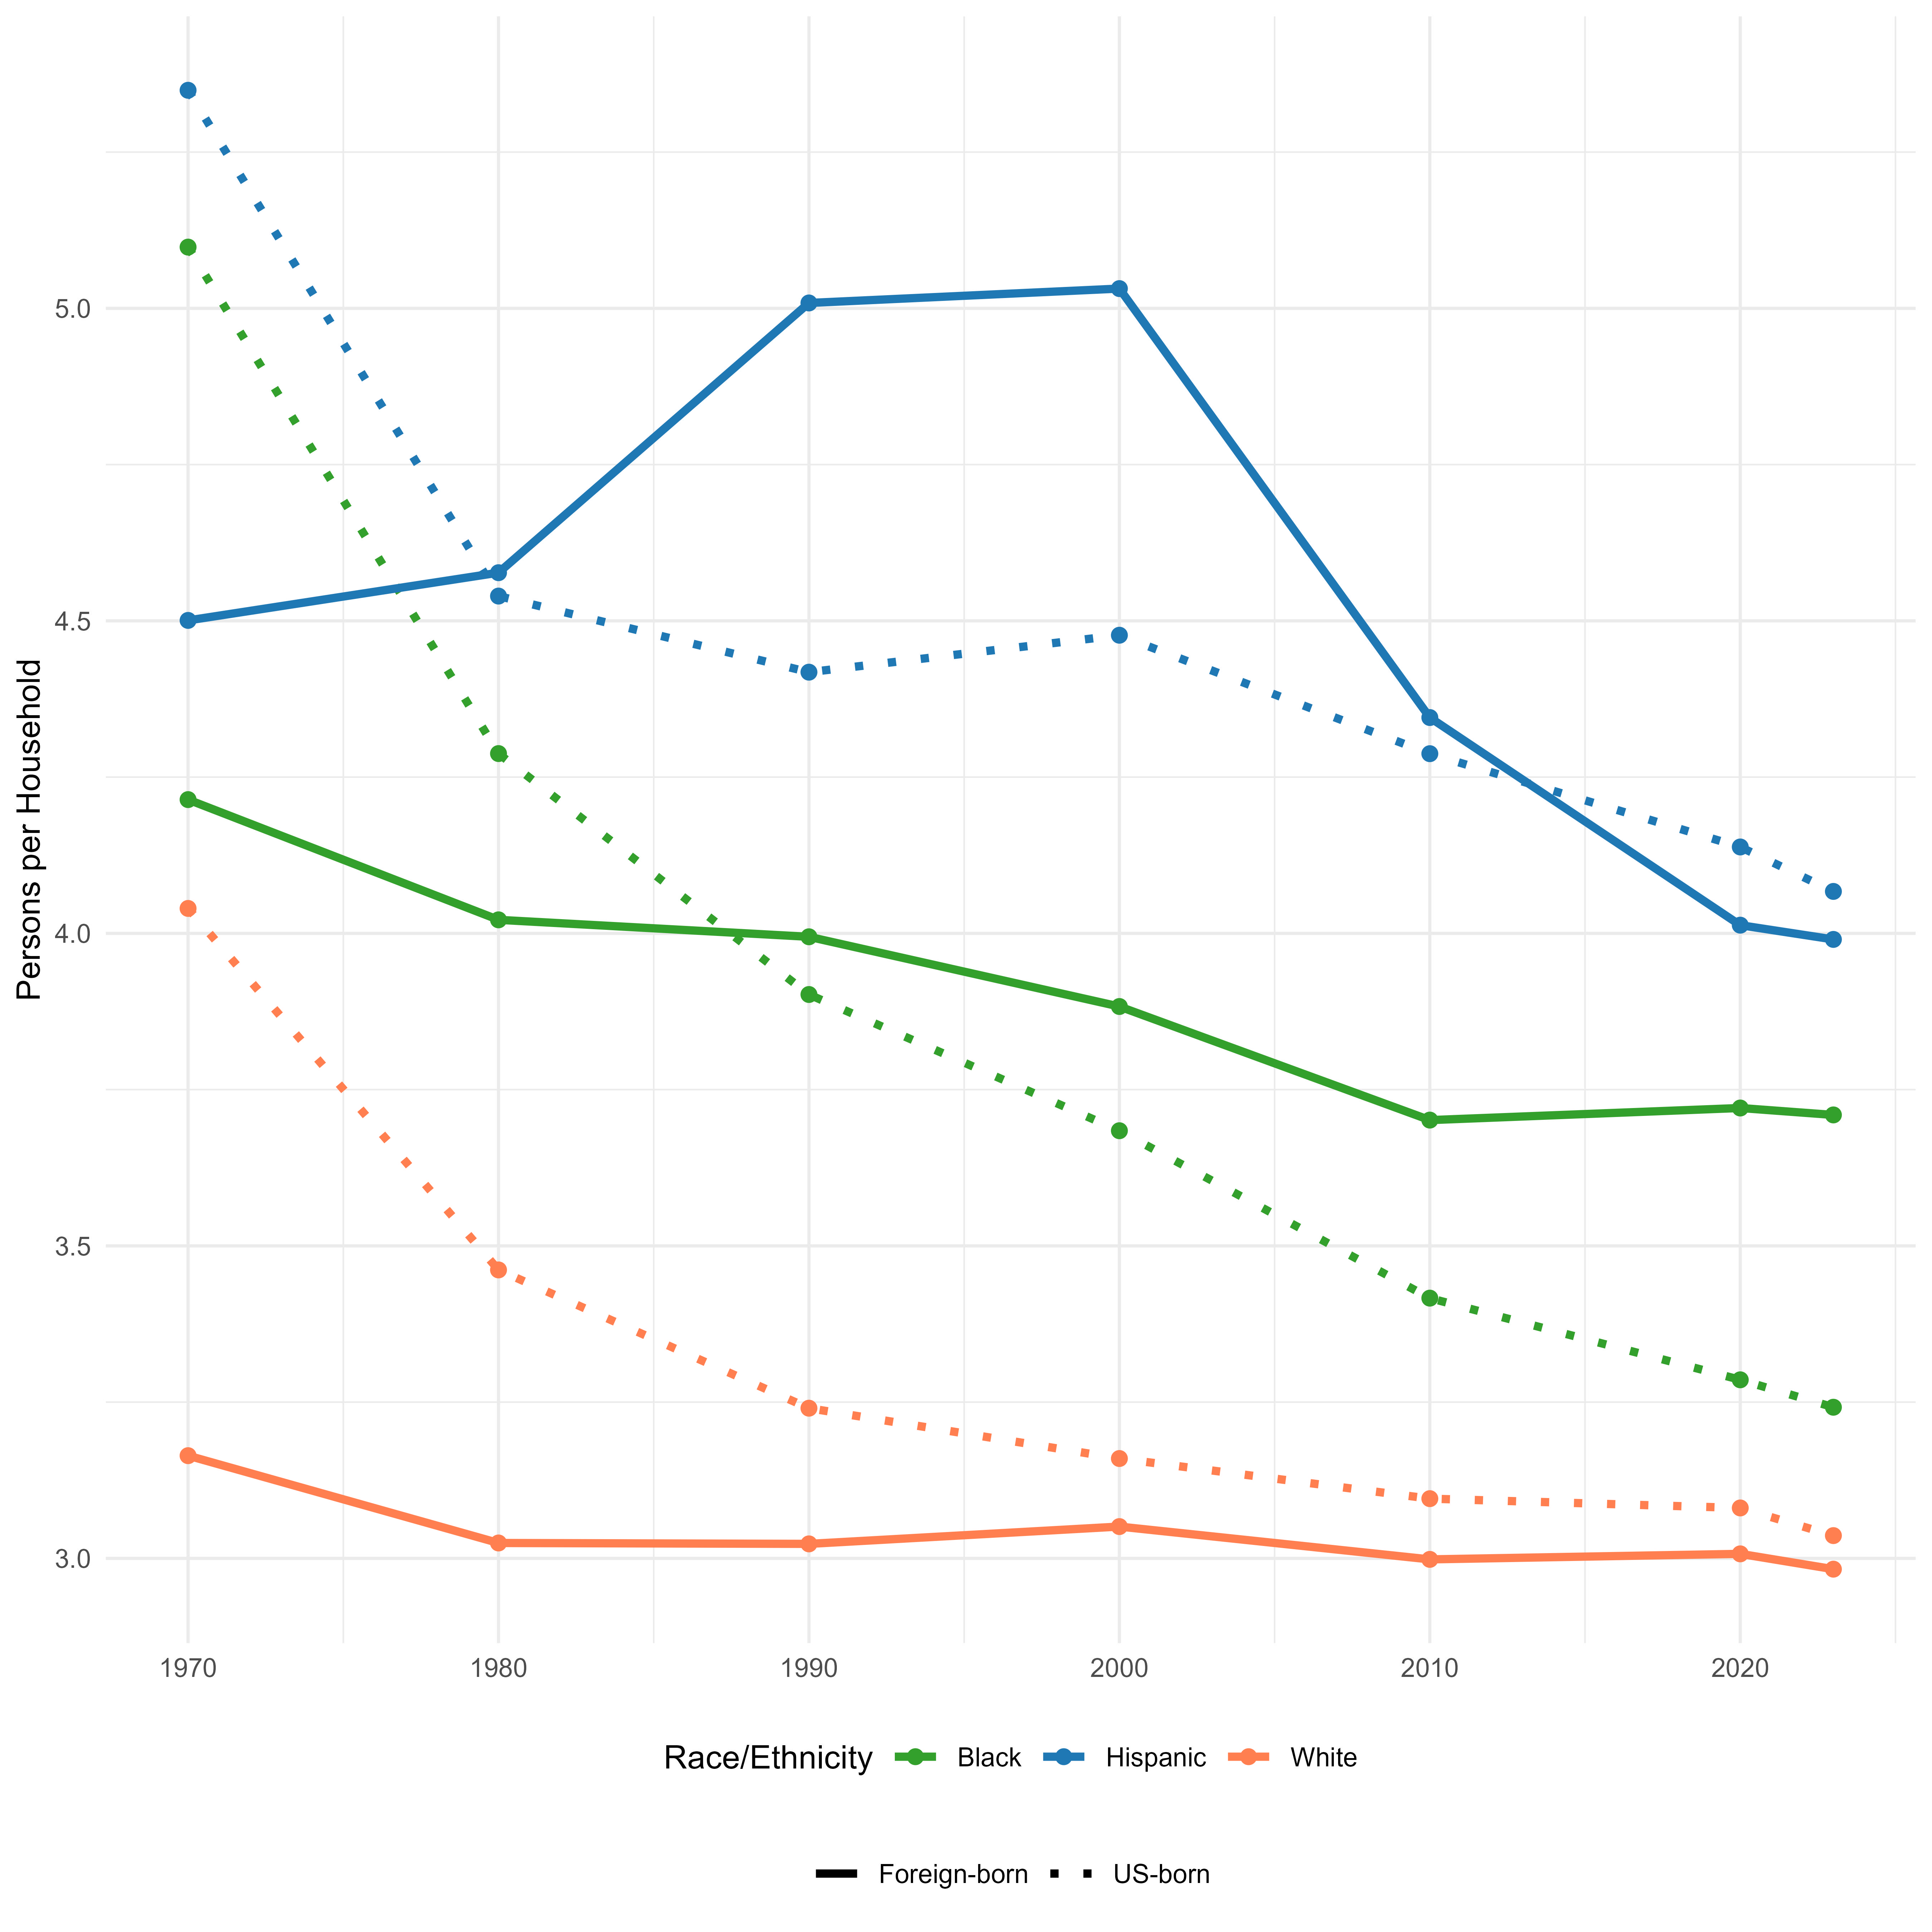 Persons per Household
5.0
4.5
4.0
3.5
3.0
1970 1980 1990 2000 2010 2020
Race/Ethnicity Black Hispanic White
Foreign-born US-born